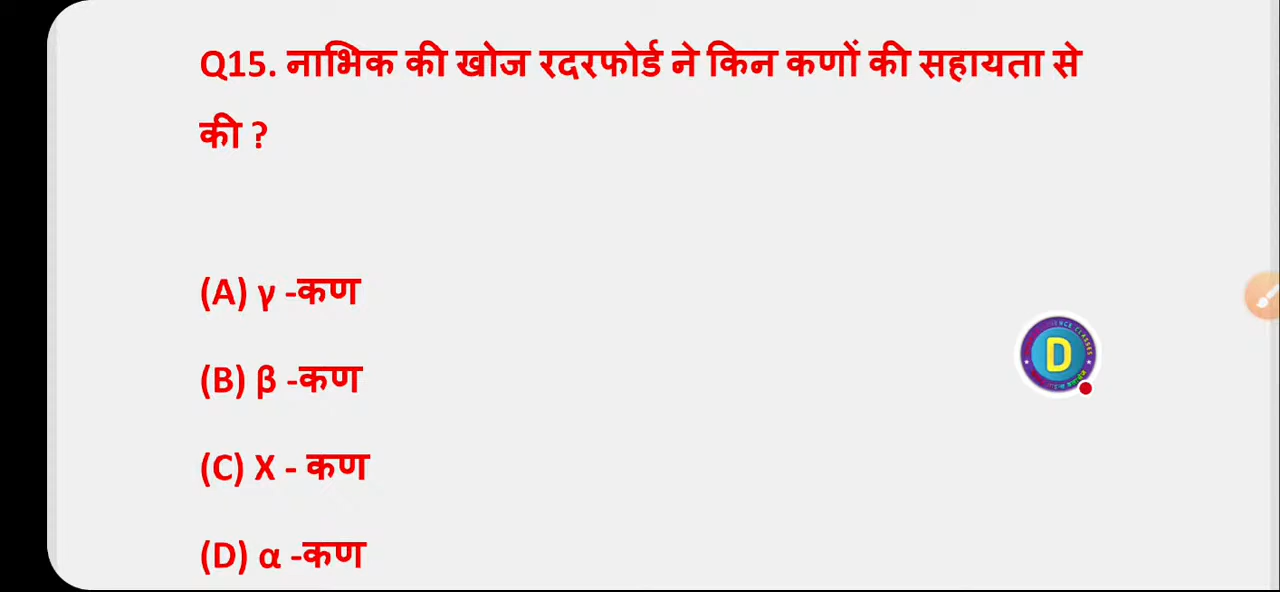 Q15. नाभिक की खोज रदरफोर्ड ने किन कणों की सहायता से
की ?
(A) γ -कण
(B) β -कण
D
(C) X - कण
(D) α -कण